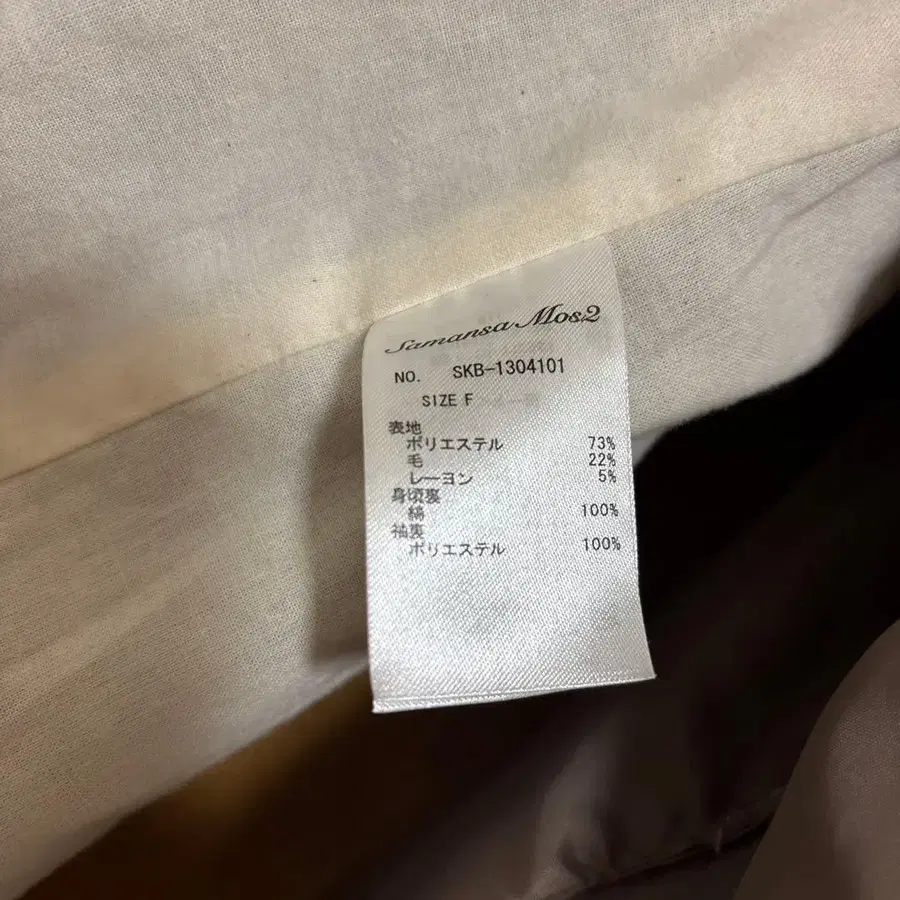 Samansa Mos2
NO. SKB-1304101
SIZE F
表地
ポリエステル 73%
毛 22%
レーヨン 5%
身頃裏
綿 100%
袖裏
ポリエステル 100%